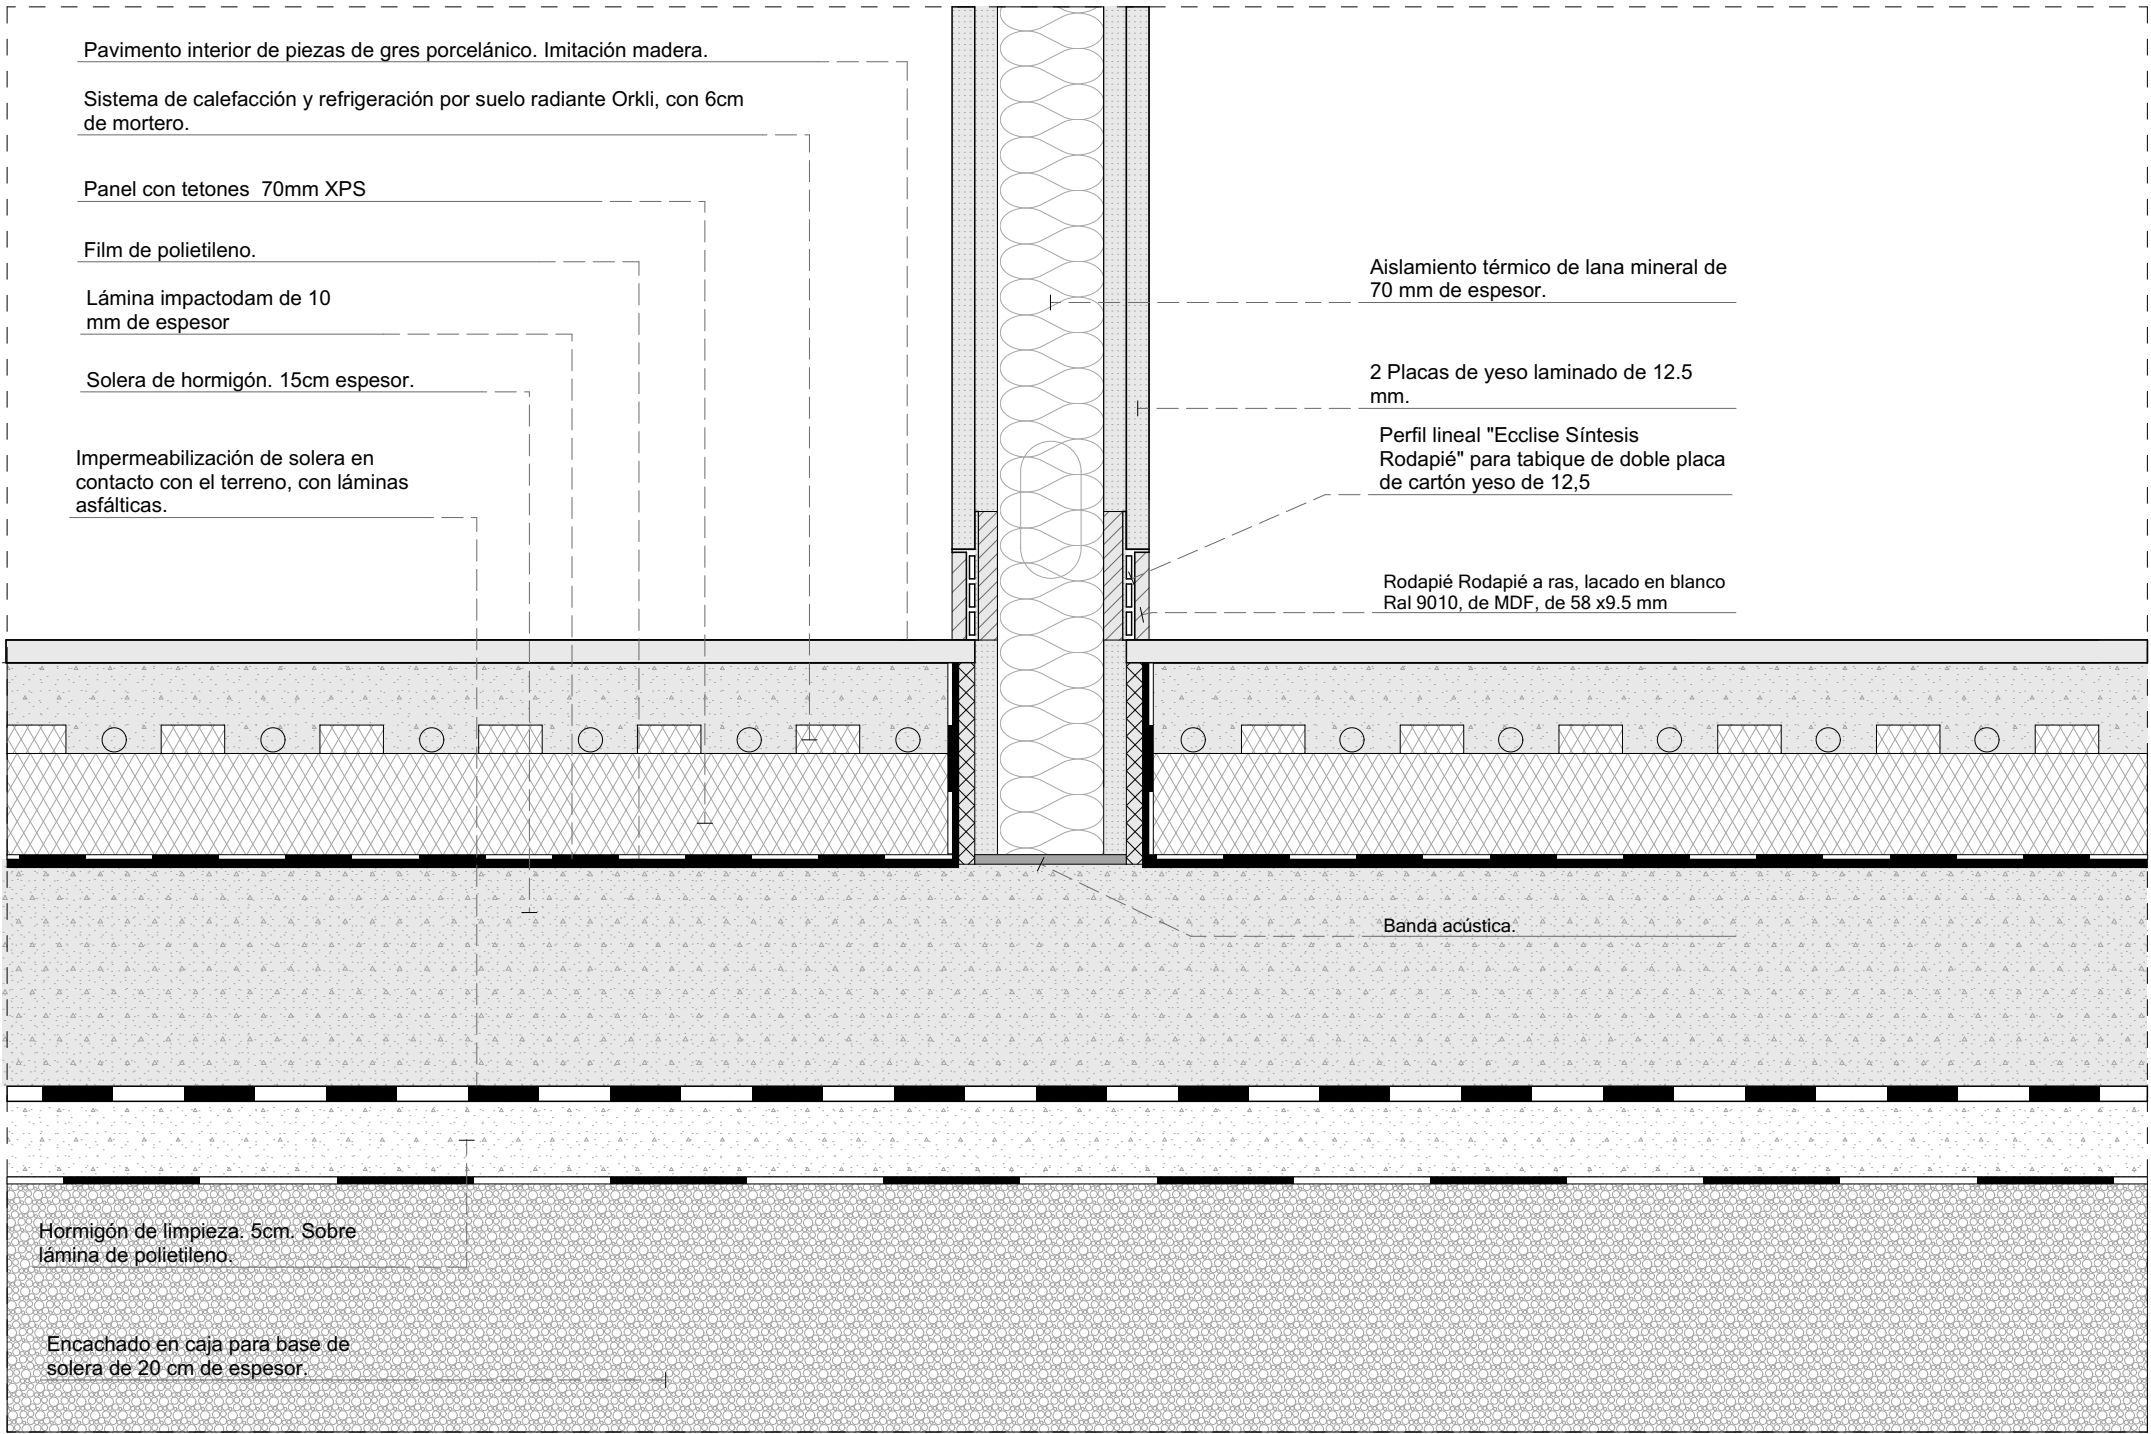 Pavimento interior de piezas de gres porcelánico. Imitación madera.
Sistema de calefacción y refrigeración por suelo radiante Orkli, con 6cm
de mortero.
Panel con tetones  70mm XPS
Film de polietileno.
Lámina impactodam de 10
mm de espesor
Solera de hormigón. 15cm espesor.
Impermeabilización de solera en
contacto con el terreno, con láminas
asfálticas.
Aislamiento térmico de lana mineral de
70 mm de espesor.
2 Placas de yeso laminado de 12.5
mm.
Perfil lineal "Ecclise Síntesis
Rodapié" para tabique de doble placa
de cartón yeso de 12,5
Rodapié Rodapié a ras, lacado en blanco
Ral 9010, de MDF, de 58 x9.5 mm
Banda acústica.
Hormigón de limpieza. 5cm. Sobre
lámina de polietileno.
Encachado en caja para base de
solera de 20 cm de espesor.